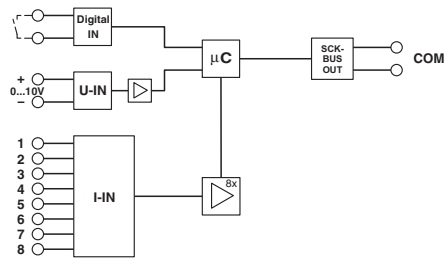 Digital
IN
+
0...10V
−
U-IN
µC
SCK-
BUS
OUT
COM
1
2
3
4
5
6
7
8
I-IN
8x